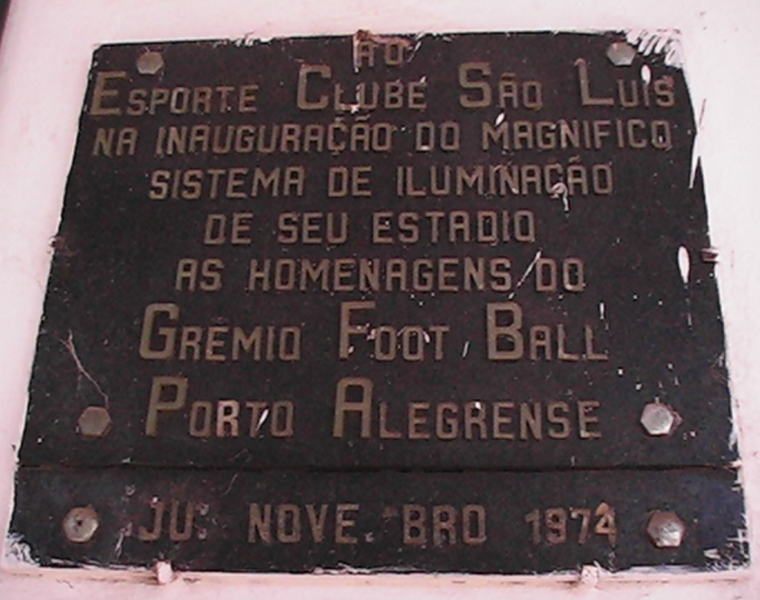 AO
ESPORTE CLUBE SÃO LUIS
NA INAUGURAÇÃO DO MAGNIFICO
SISTEMA DE ILUMINAÇÃO
DE SEU ESTADIO
AS HOMENAGENS DO
GREMIO FOOT BALL
PORTO ALEGRENSE
JU. NOVE BRO 1974